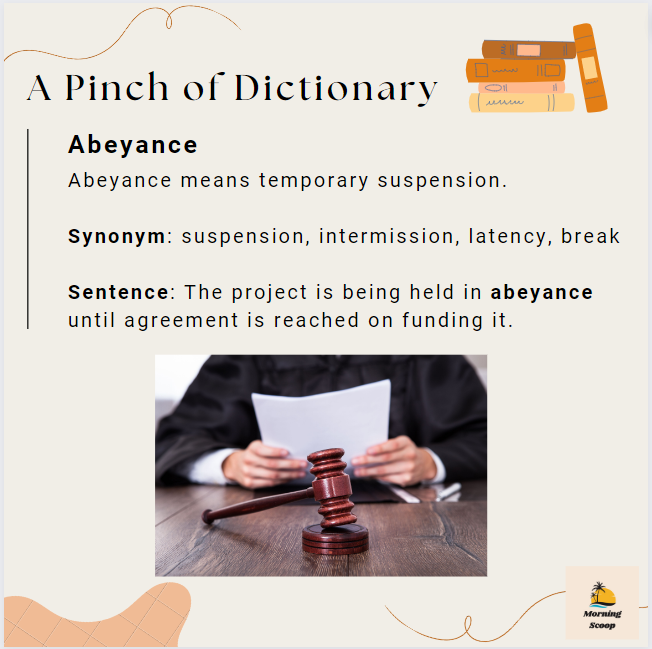 A Pinch of Dictionary
Abeyance
Abeyance means temporary suspension.
Synonym: suspension, intermission, latency, break
Sentence: The project is being held in abeyance
until agreement is reached on funding it.
Morning
Scoop